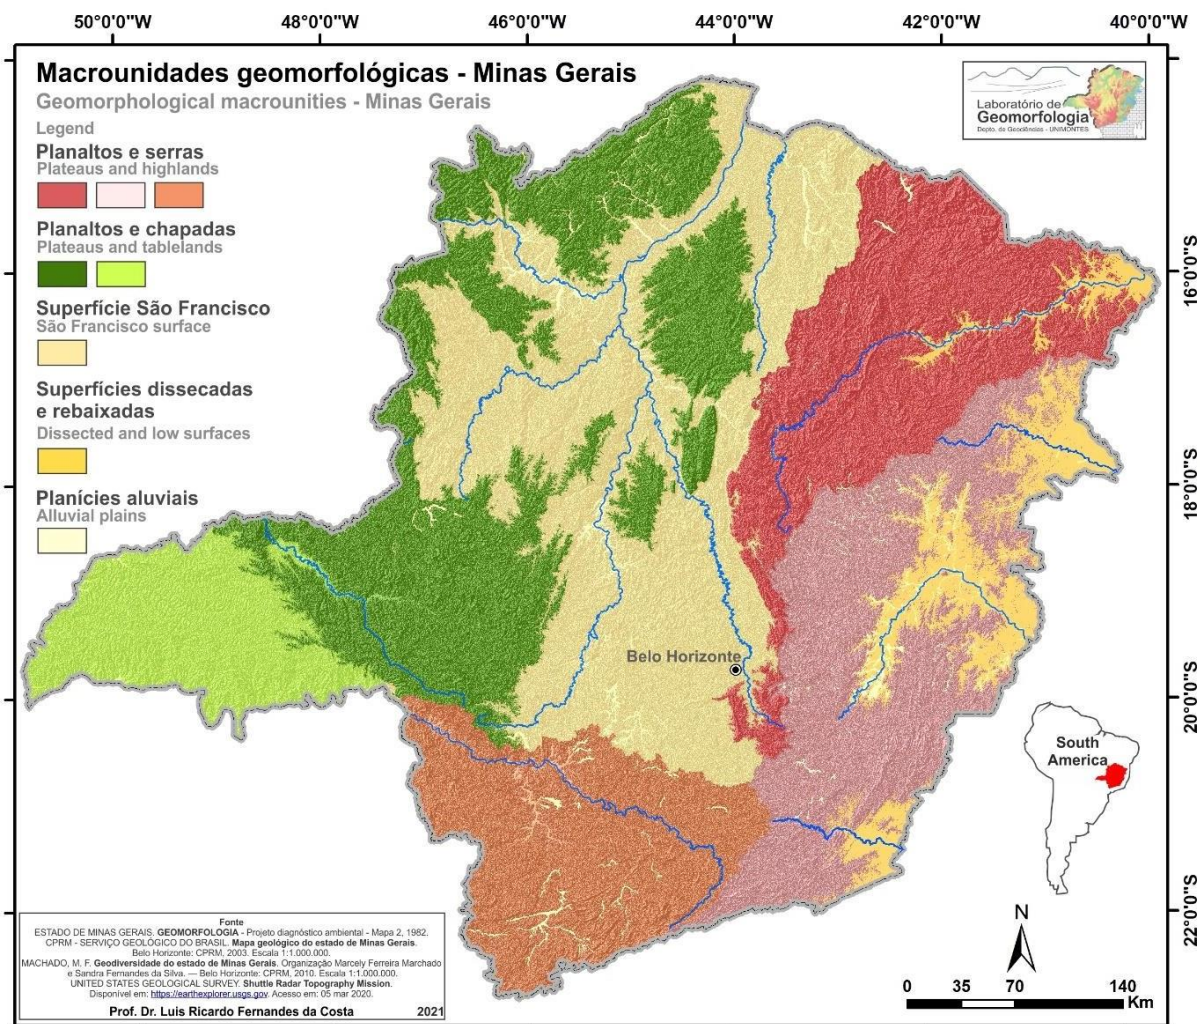 50°0'0"W 48°0'0"W 46°0'0"W 44°0'0"W 42°0'0"W 40°0'0"W
Macrounidades geomorfológicas - Minas Gerais
Geomorphological macrounities - Minas Gerais
Legend
Planaltos e serras
Plateaus and highlands
Planaltos e chapadas
Plateaus and tablelands
Superfície São Francisco
São Francisco surface
Superfícies dissecadas
e rebaixadas
Dissected and low surfaces
Planícies aluviais
Alluvial plains
Laboratório de
Geomorfologia
Depto. de Geociências - UNIMONTES
16°0'0"S
18°0'0"S
20°0'0"S
22°0'0"S
Belo Horizonte
South
America
N
0 35 70 140
Km
Fonte
ESTADO DE MINAS GERAIS. GEOMORFOLOGIA - Projeto diagnóstico ambiental - Mapa 2, 1982.
CPRM - SERVIÇO GEOLÓGICO DO BRASIL. Mapa geológico do estado de Minas Gerais.
Belo Horizonte: CPRM, 2003. Escala 1:1.000.000.
MACHADO, M. F. Geodiversidade do estado de Minas Gerais. Organização Marcely Ferreira Marchado
e Sandra Fernandes da Silva. — Belo Horizonte: CPRM, 2010. Escala 1:1.000.000.
UNITED STATES GEOLOGICAL SURVEY. Shuttle Radar Topography Mission.
Disponível em: https://earthexplorer.usgs.gov. Acesso em: 05 mar 2020.
Prof. Dr. Luis Ricardo Fernandes da Costa 2021